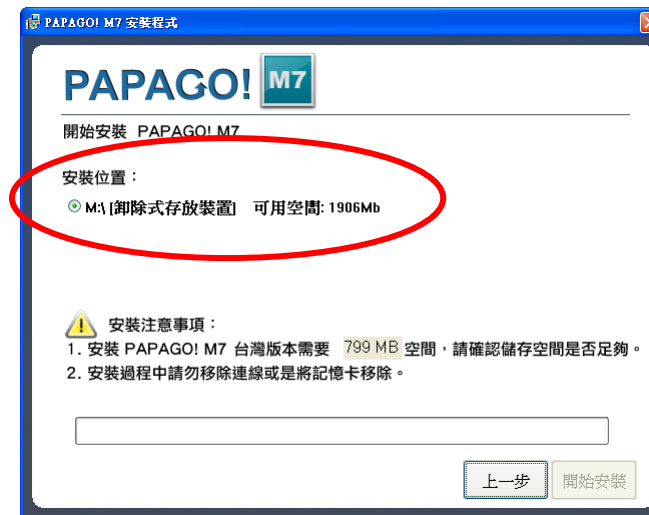 PAPAGO! M7 安裝程式
PAPAGO! M7
開始安裝 PAPAGO! M7
安裝位置：
M:\ [卸除式存放裝置] 可用空間: 1906Mb
安裝注意事項：
1. 安裝 PAPAGO! M7 台灣版本需要 799 MB 空間，請確認儲存空間是否足夠。
2. 安裝過程中請勿移除連線或是將記憶卡移除。
上一步 開始安裝